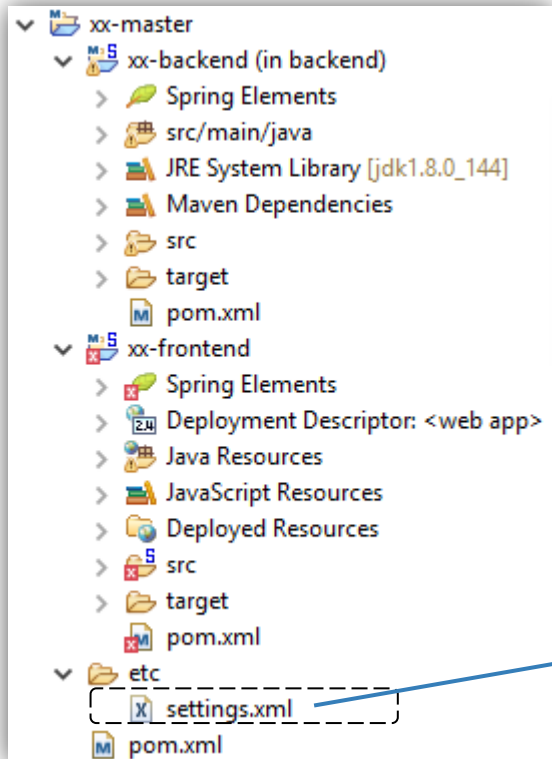 xx-master
xx-backend (in backend)
Spring Elements
src/main/java
JRE System Library [jdk1.8.0_144]
Maven Dependencies
src
target
M pom.xml
xx-frontend
Spring Elements
2.4 Deployment Descriptor: <web app>
Java Resources
JavaScript Resources
Deployed Resources
S src
target
M pom.xml
etc
X settings.xml
M pom.xml